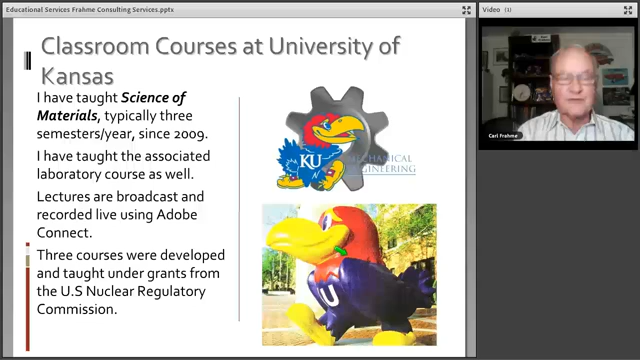 Educational Services Frahme Consulting Services.pptx
Video (1)
Classroom Courses at University of
Kansas
I have taught Science of
Materials, typically three
semesters/year, since 2009.
I have taught the associated
laboratory course as well.
Lectures are broadcast and
recorded live using Adobe
Connect.
Three courses were developed
and taught under grants from
the U.S Nuclear Regulatory
Commission.
KU
MECHANICAL
ENGINEERING
U
Carl Frahme